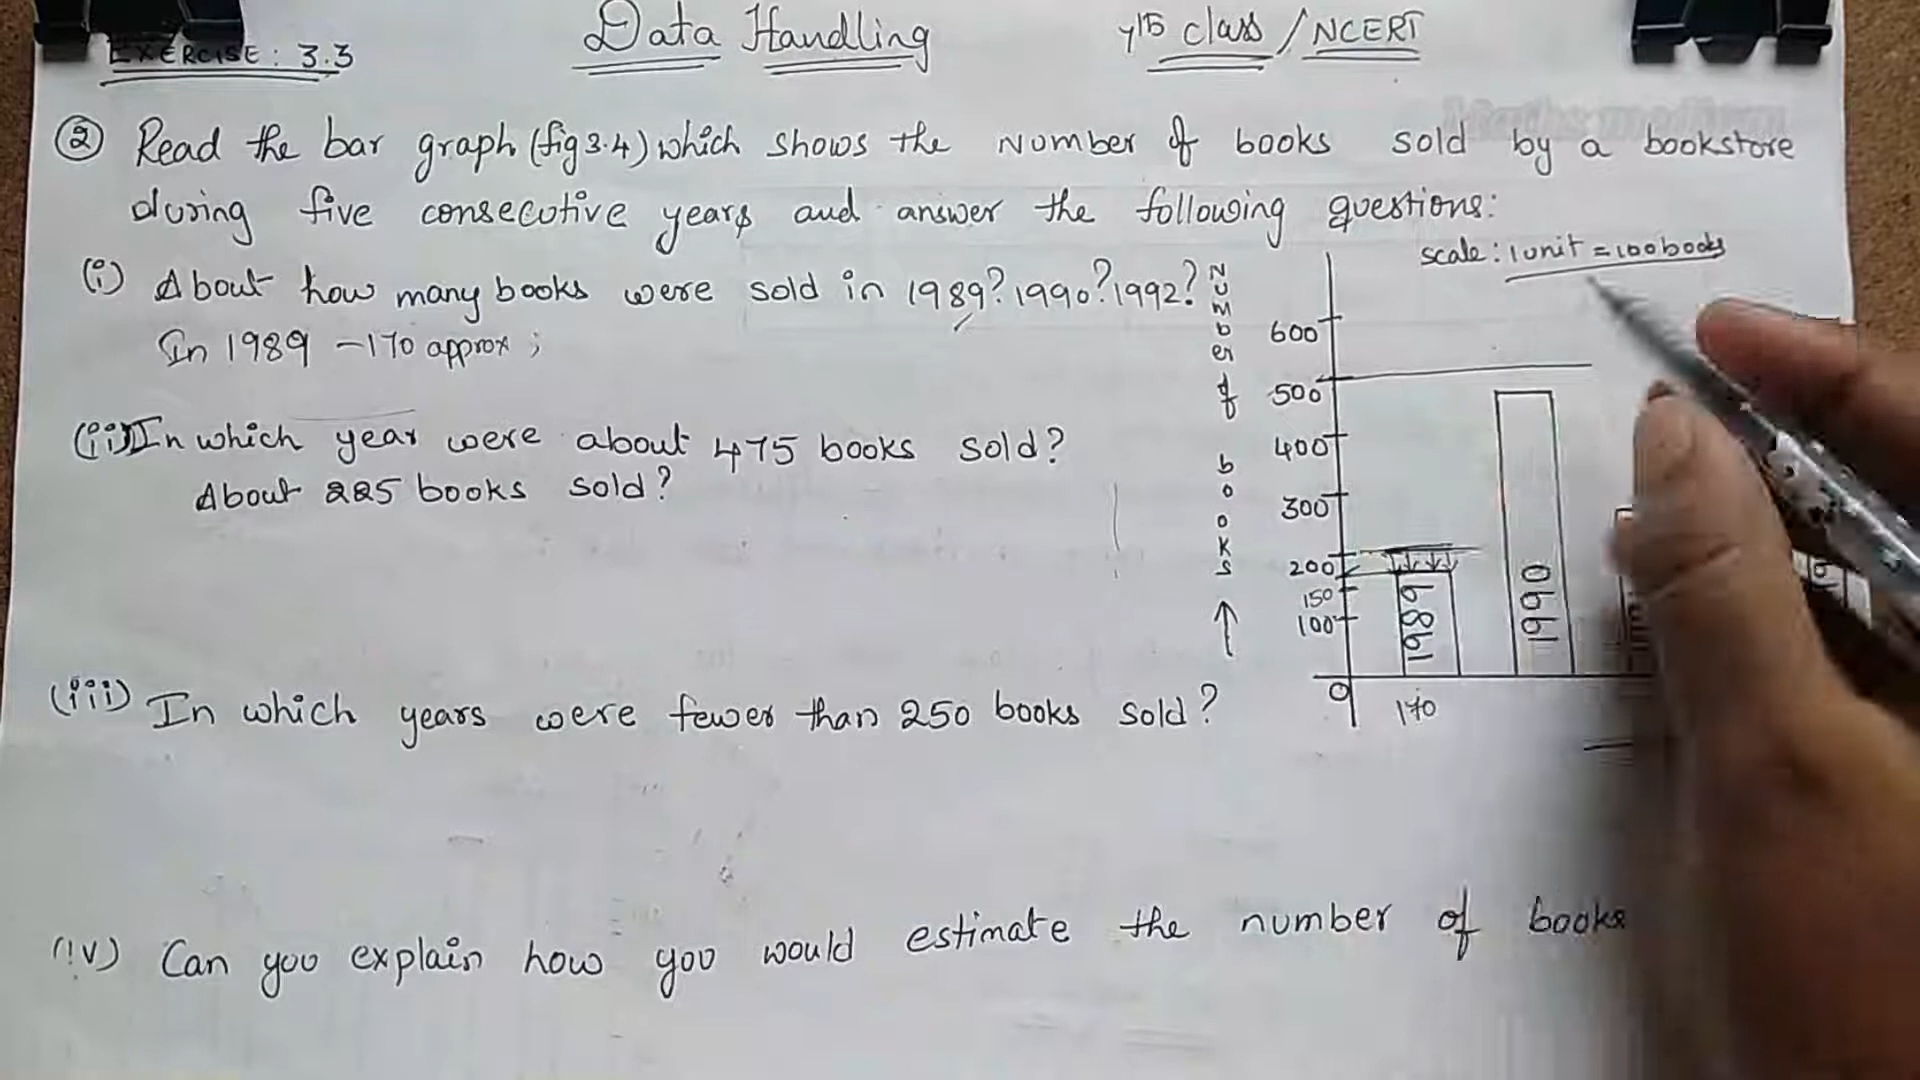 EXERCISE: 3.3
Data Handling
7th class / NCERT
② Read the bar graph (fig 3.4) which shows the Number of books sold by a bookstore
during five consecutive years and answer the following questions:
(i) About how many books were sold in 1989? 1990? 1992?
In 1989 – 170 approx ;
(ii) In which year were about 475 books sold?
About 225 books sold?
(iii) In which years were fewer than 250 books sold?
(iv) Can you explain how you would estimate the number of books
scale: 1 unit = 100 books
Number of books
600
500
400
300
200
150
100
0
1989
1990
170